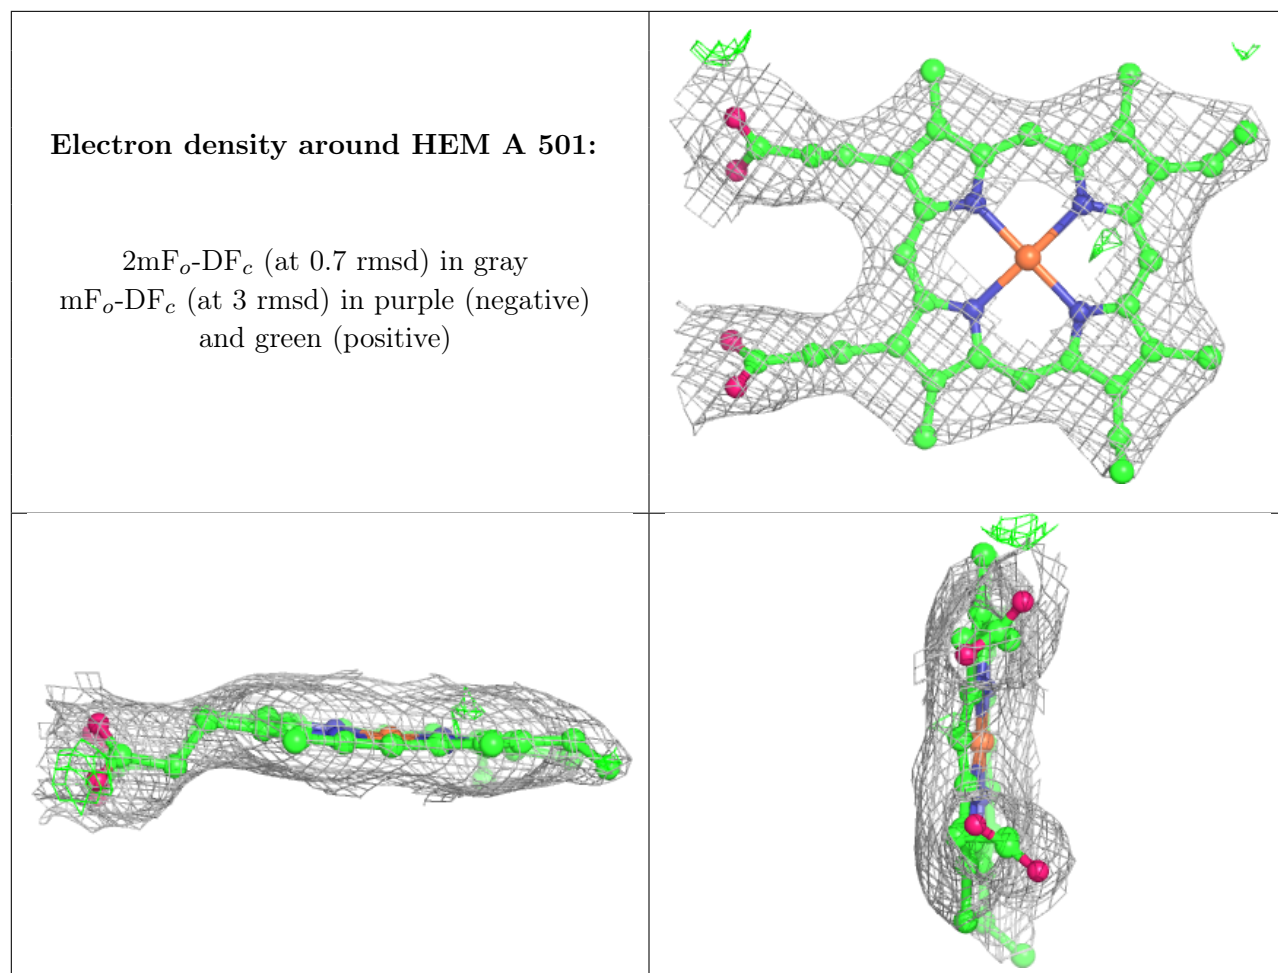 Electron density around HEM A 501:
2mFo-DFc (at 0.7 rmsd) in gray
mFo-DFc (at 3 rmsd) in purple (negative)
and green (positive)